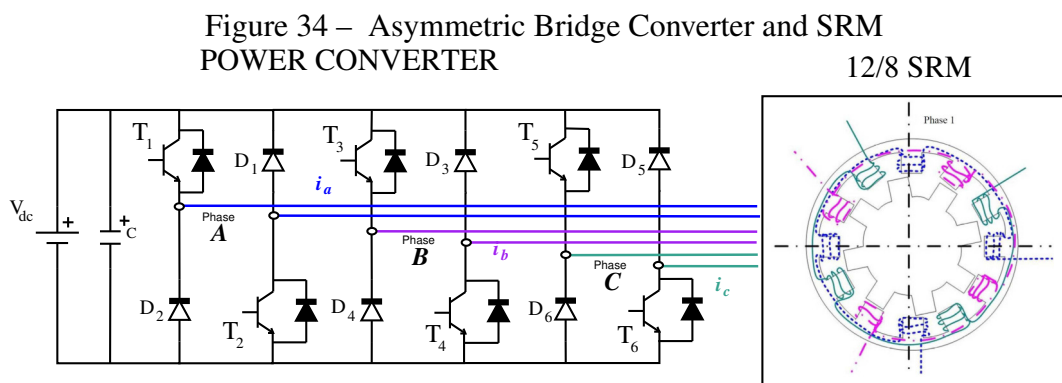 Figure 34 – Asymmetric Bridge Converter and SRM
POWER CONVERTER
12/8 SRM
Phase 1
T1
D1
T3
D3
T5
D5
ia
Vdc
+
+
C
Phase
A
Phase
B
ib
Phase
C
ic
D2
T2
D4
T4
D6
T6